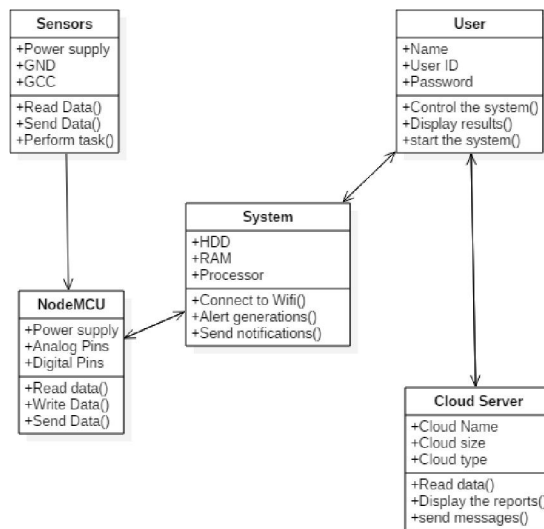 Sensors
+Power supply
+GND
+GCC
+Read Data()
+Send Data()
+Perform task()
User
+Name
+User ID
+Password
+Control the system()
+Display results()
+start the system()
System
+HDD
+RAM
+Processor
+Connect to Wifi()
+Alert generations()
+Send notifications()
NodeMCU
+Power supply
+Analog Pins
+Digital Pins
+Read data()
+Write Data()
+Send Data()
Cloud Server
+Cloud Name
+Cloud size
+Cloud type
+Read data()
+Display the reports()
+send messages()